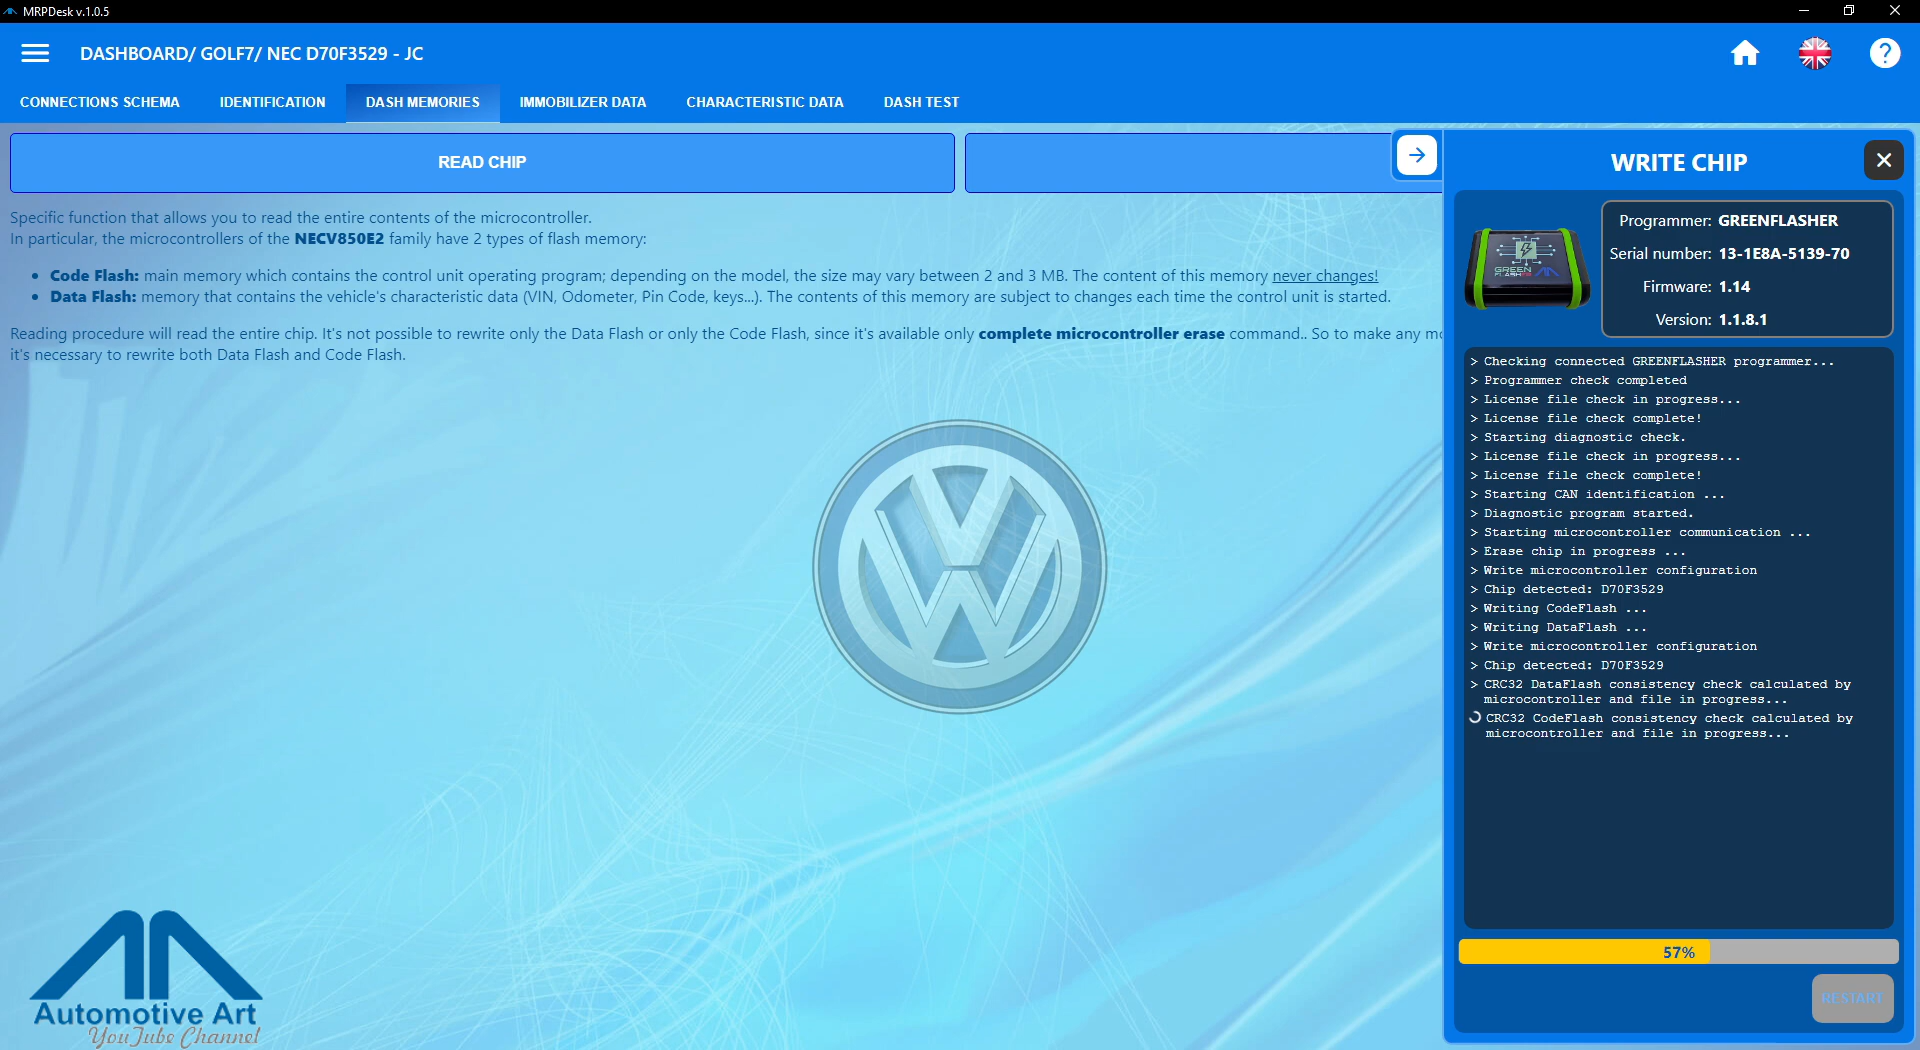 MRPDesk v.1.0.5
DASHBOARD/ GOLF7/ NEC D70F3529 - JC
CONNECTIONS SCHEMA
IDENTIFICATION
DASH MEMORIES
IMMOBILIZER DATA
CHARACTERISTIC DATA
DASH TEST
READ CHIP
Specific function that allows you to read the entire contents of the microcontroller.
In particular, the microcontrollers of the NECV850E2 family have 2 types of flash memory:
• Code Flash: main memory which contains the control unit operating program; depending on the model, the size may vary between 2 and 3 MB. The content of this memory never changes!
• Data Flash: memory that contains the vehicle's characteristic data (VIN, Odometer, Pin Code, keys...). The contents of this memory are subject to changes each time the control unit is started.
Reading procedure will read the entire chip. It's not possible to rewrite only the Data Flash or only the Code Flash, since it's available only complete microcontroller erase command.. So to make any
it's necessary to rewrite both Data Flash and Code Flash.
Automotive Art
YouTube Channel
WRITE CHIP
GREEN
FLASHER
Programmer: GREENFLASHER
Serial number: 13-1E8A-5139-70
Firmware: 1.14
Version: 1.1.8.1
> Checking connected GREENFLASHER programmer...
> Programmer check completed
> License file check in progress...
> License file check complete!
> Starting diagnostic check.
> License file check in progress...
> License file check complete!
> Starting CAN identification ...
> Diagnostic program started.
> Starting microcontroller communication ...
> Erase chip in progress ...
> Write microcontroller configuration
> Chip detected: D70F3529
> Writing CodeFlash ...
> Writing DataFlash ...
> Write microcontroller configuration
> Chip detected: D70F3529
> CRC32 DataFlash consistency check calculated by
microcontroller and file in progress...
CRC32 CodeFlash consistency check calculated by
microcontroller and file in progress...
57%
RESTART